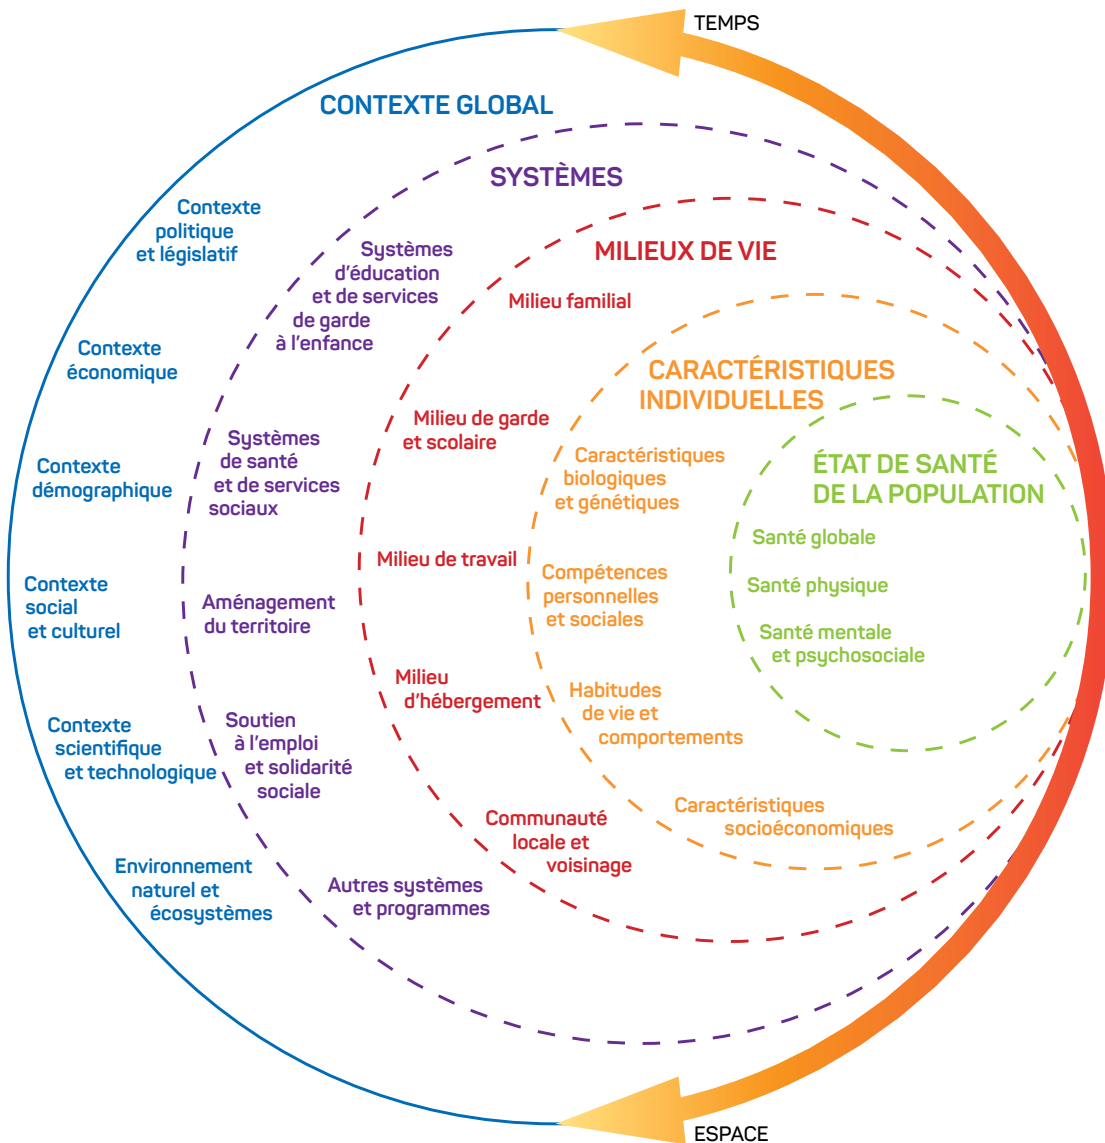 TEMPS
CONTEXTE GLOBAL
Contexte
politique
et législatif
Contexte
économique
Contexte
démographique
Contexte
social
et culturel
Contexte
scientifique
et technologique
Environnement
naturel et
écosystèmes
SYSTÈMES
Systèmes
d'éducation
et de services
de garde
à l'enfance
Systèmes
de santé
et de services
sociaux
Aménagement
du territoire
Soutien
à l'emploi
et solidarité
sociale
Autres systèmes
et programmes
MILIEUX DE VIE
Milieu familial
Milieu de garde
et scolaire
Milieu de travail
Milieu
d'hébergement
Communauté
locale et
voisinage
CARACTÉRISTIQUES
INDIVIDUELLES
Caractéristiques
biologiques
et génétiques
Compétences
personnelles
et sociales
Habitudes
de vie et
comportements
Caractéristiques
socioéconomiques
ÉTAT DE SANTÉ
DE LA POPULATION
Santé globale
Santé physique
Santé mentale
et psychosociale
ESPACE